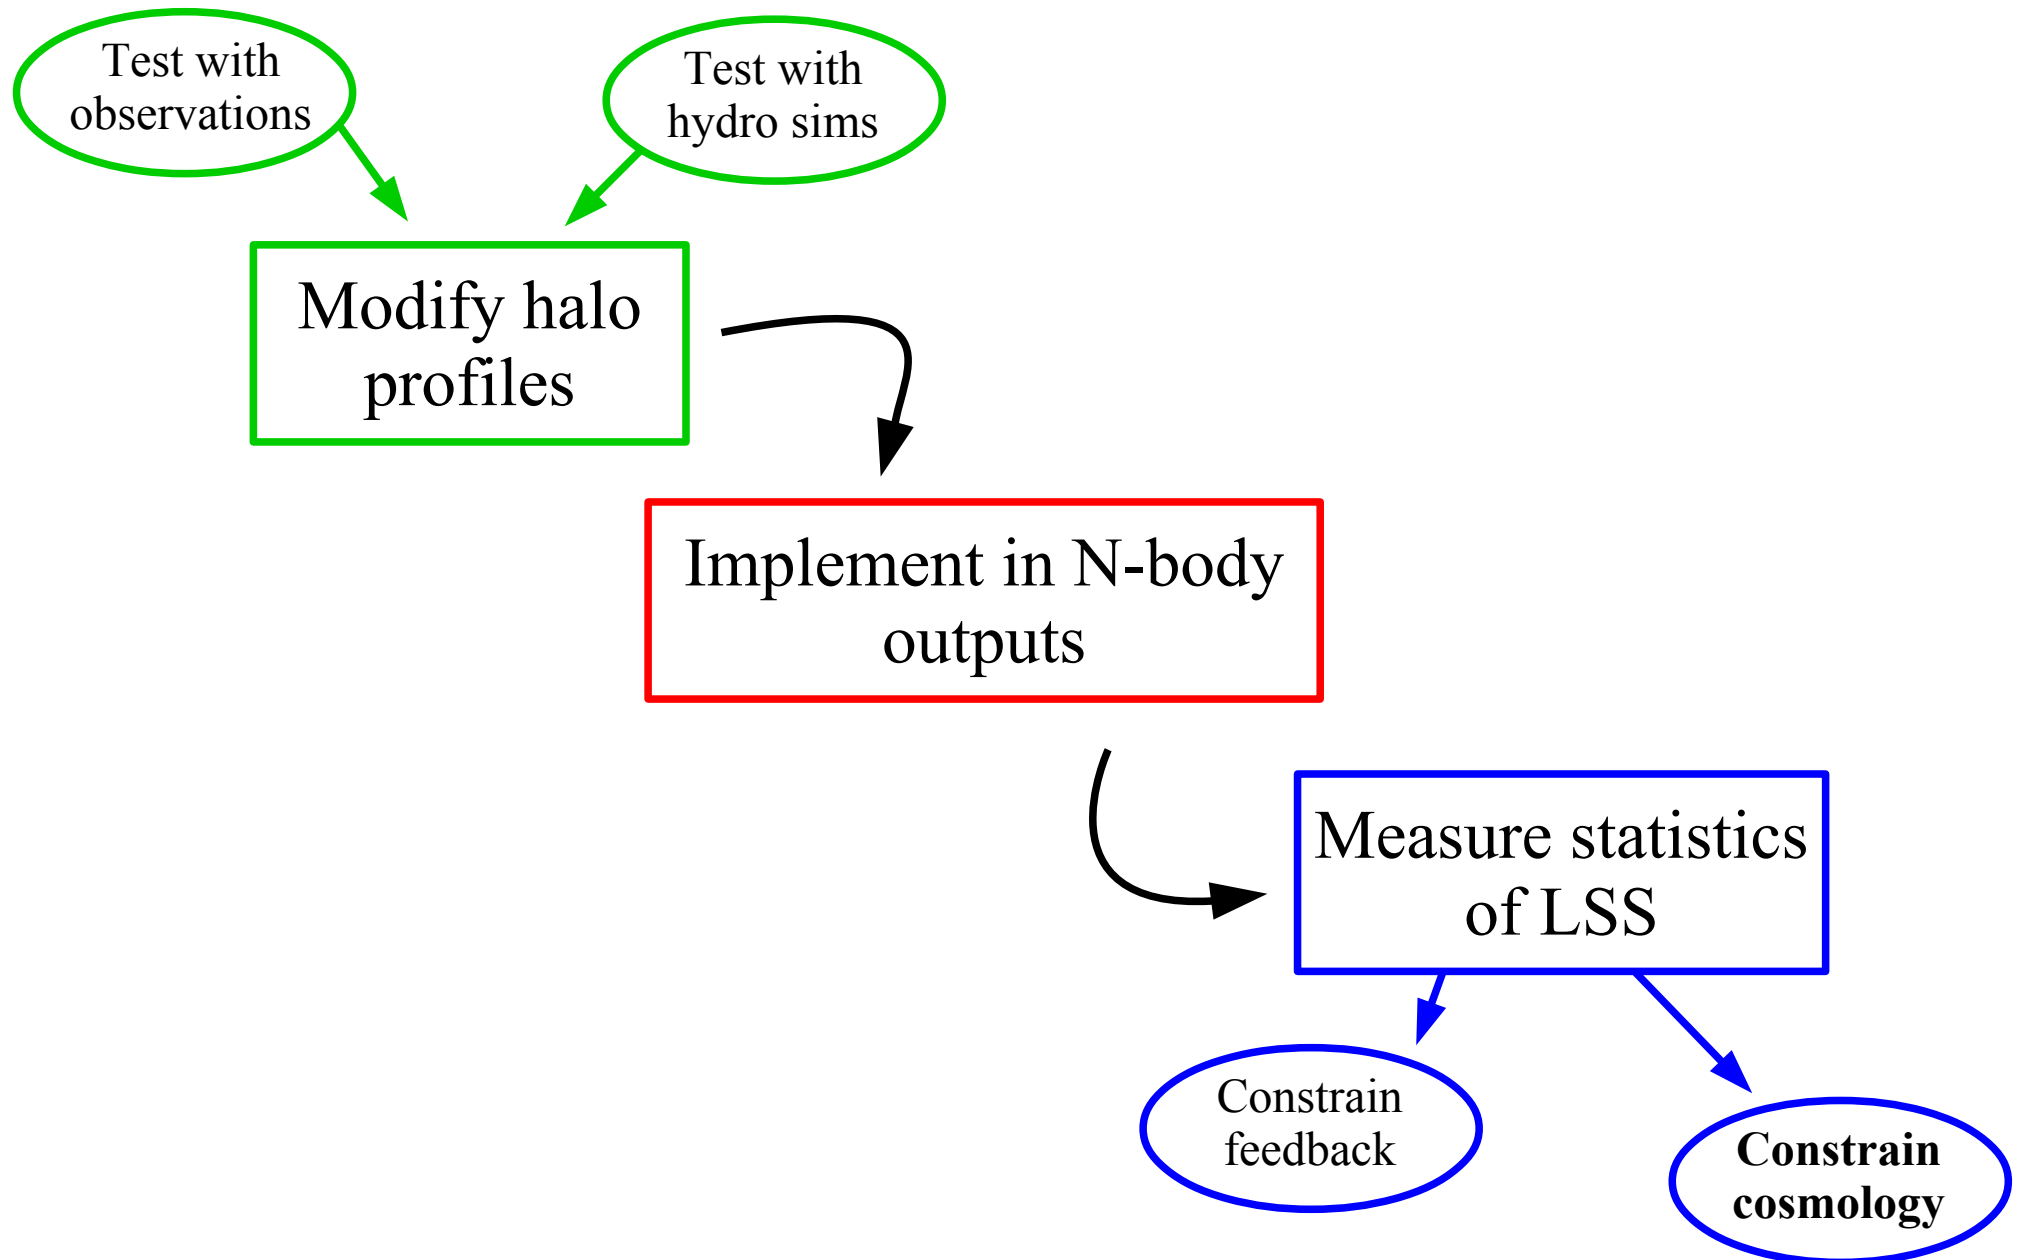 Test with
observations
Test with
hydro sims
Modify halo
profiles
Implement in N-body
outputs
Measure statistics
of LSS
Constrain
feedback
Constrain
cosmology